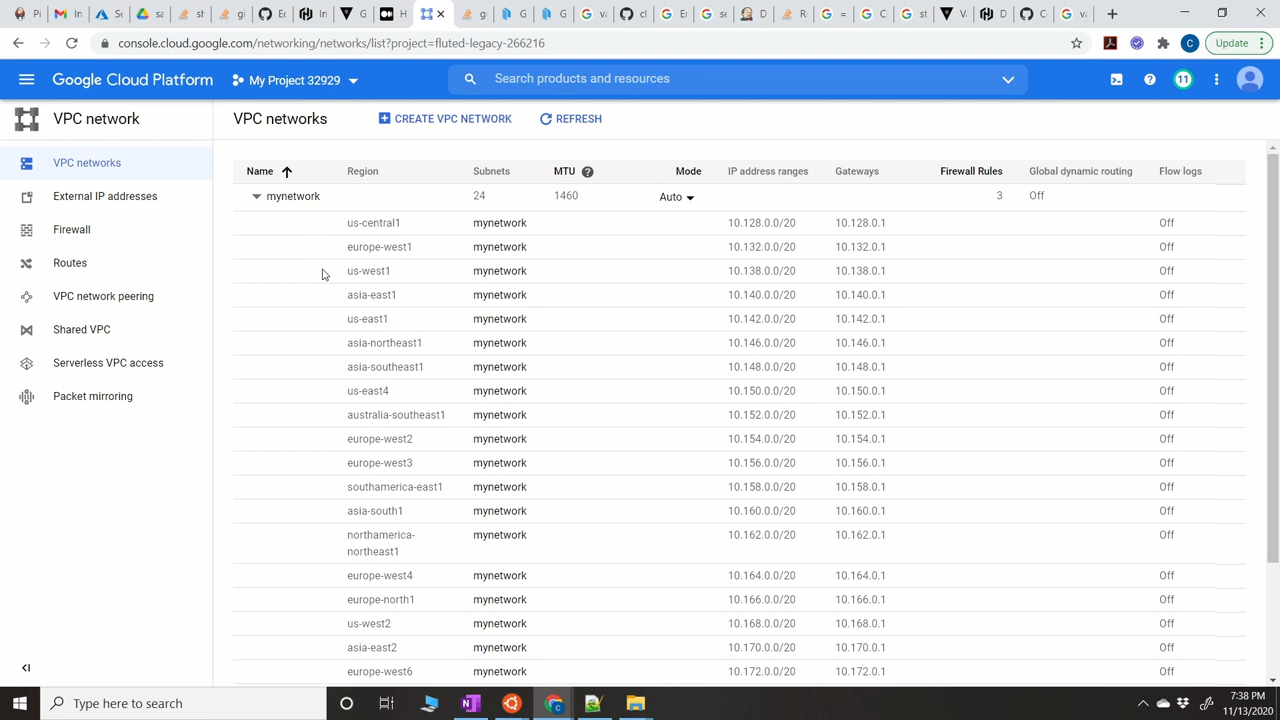 Pi
M In
Sc
sa
sh
gi
Ec
In
G
H
gc
G
G
va
cl
Ec
se
D
Ri
=
C
st
V
D
C
w
console.cloud.google.com/networking/networks/list?project=fluted-legacy-266216
C
Update
Google Cloud Platform
My Project 32929
Search products and resources
11
VPC network
VPC networks
CREATE VPC NETWORK
REFRESH
VPC networks
External IP addresses
Firewall
Routes
VPC network peering
Shared VPC
Serverless VPC access
Packet mirroring
Name Region Subnets MTU Mode IP address ranges Gateways Firewall Rules Global dynamic routing Flow logs
mynetwork 24 1460 Auto 3 Off
us-central1 mynetwork 10.128.0.0/20 10.128.0.1 Off
europe-west1 mynetwork 10.132.0.0/20 10.132.0.1 Off
us-west1 mynetwork 10.138.0.0/20 10.138.0.1 Off
asia-east1 mynetwork 10.140.0.0/20 10.140.0.1 Off
us-east1 mynetwork 10.142.0.0/20 10.142.0.1 Off
asia-northeast1 mynetwork 10.146.0.0/20 10.146.0.1 Off
asia-southeast1 mynetwork 10.148.0.0/20 10.148.0.1 Off
us-east4 mynetwork 10.150.0.0/20 10.150.0.1 Off
australia-southeast1 mynetwork 10.152.0.0/20 10.152.0.1 Off
europe-west2 mynetwork 10.154.0.0/20 10.154.0.1 Off
europe-west3 mynetwork 10.156.0.0/20 10.156.0.1 Off
southamerica-east1 mynetwork 10.158.0.0/20 10.158.0.1 Off
asia-south1 mynetwork 10.160.0.0/20 10.160.0.1 Off
northamerica- mynetwork 10.162.0.0/20 10.162.0.1 Off
northeast1
europe-west4 mynetwork 10.164.0.0/20 10.164.0.1 Off
europe-north1 mynetwork 10.166.0.0/20 10.166.0.1 Off
us-west2 mynetwork 10.168.0.0/20 10.168.0.1 Off
asia-east2 mynetwork 10.170.0.0/20 10.170.0.1 Off
europe-west6 mynetwork 10.172.0.0/20 10.172.0.1 Off
Type here to search
7:38 PM
11/13/2020